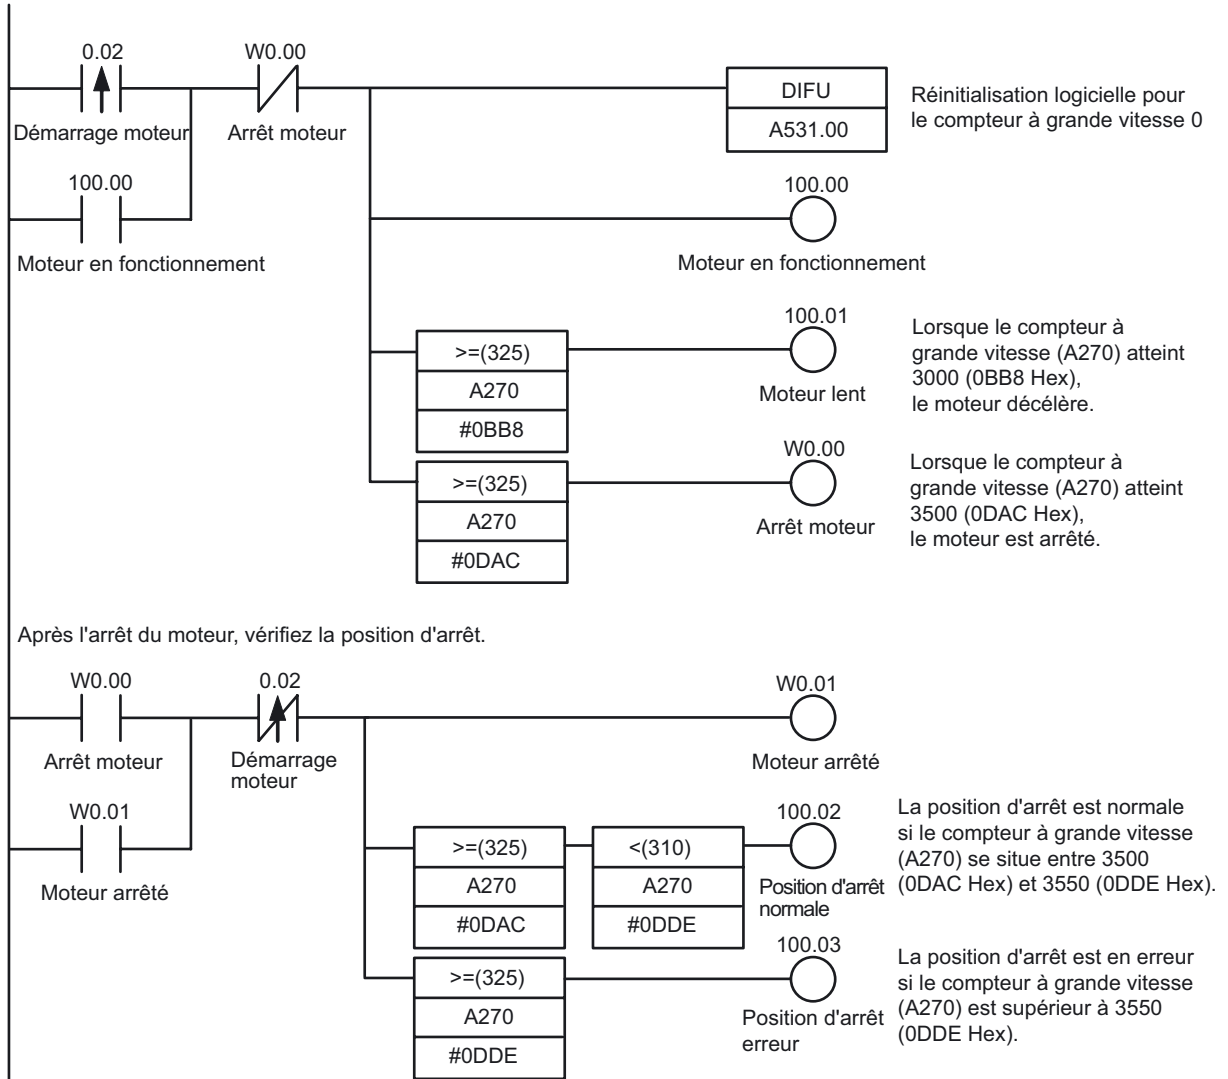 0.02
W0.00
Démarrage moteur
Arrêt moteur
DIFU
A531.00
Réinitialisation logicielle pour
le compteur à grande vitesse 0
100.00
Moteur en fonctionnement
100.00
Moteur en fonctionnement
>=(325)
A270
#0BB8
100.01
Moteur lent
Lorsque le compteur à
grande vitesse (A270) atteint
3000 (0BB8 Hex),
le moteur décélère.
>=(325)
A270
#0DAC
W0.00
Arrêt moteur
Lorsque le compteur à
grande vitesse (A270) atteint
3500 (0DAC Hex),
le moteur est arrêté.
Après l'arrêt du moteur, vérifiez la position d'arrêt.
W0.00
0.02
W0.01
Arrêt moteur
Démarrage
moteur
Moteur arrêté
W0.01
Moteur arrêté
>=(325)
A270
#0DAC
<(310)
A270
#0DDE
100.02
Position d'arrêt
normale
La position d'arrêt est normale
si le compteur à grande vitesse
(A270) se situe entre 3500
(0DAC Hex) et 3550 (0DDE Hex).
>=(325)
A270
#0DDE
100.03
Position d'arrêt
erreur
La position d'arrêt est en erreur
si le compteur à grande vitesse
(A270) est supérieur à 3550
(0DDE Hex).